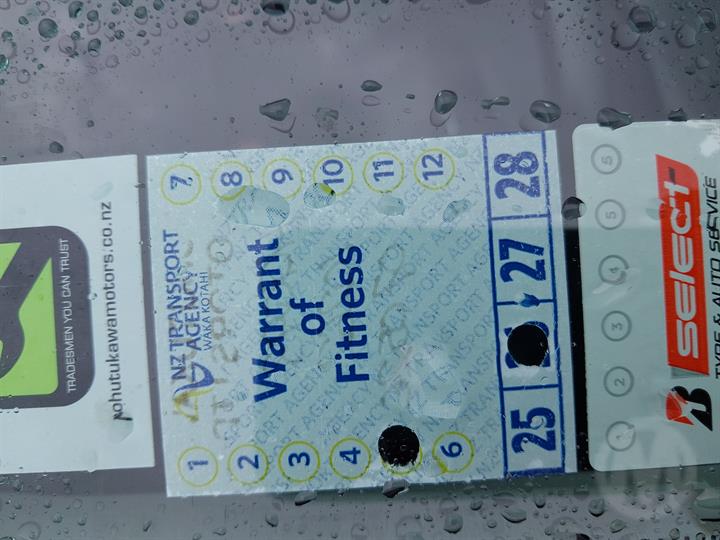 TRADESMEN YOU CAN TRUST
pohutukawamotors.co.nz
7 8 9 10 11 12
NZ TRANSPORT
AGENCY
WAKA KOTAHI
Warrant
of
Fitness
1 2 3 4 6
25 27 28
1 2 3 4 5 5
select
TYRE & AUTO SERVICE